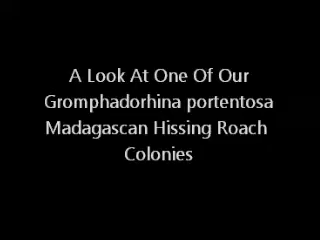 A Look At One Of Our
Gromphadorhina portentosa
Madagascan Hissing Roach
Colonies